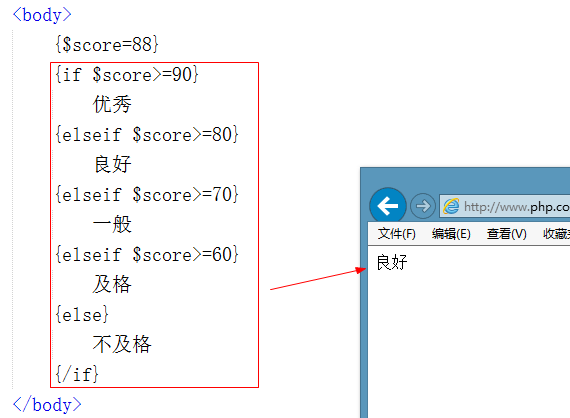 <body>
{$score=88}
{if $score>=90}
优秀
{elseif $score>=80}
良好
{elseif $score>=70}
一般
{elseif $score>=60}
及格
{else}
不及格
{/if}
</body>
http://www.php.co
文件(F) 编辑(E) 查看(V) 收藏
良好